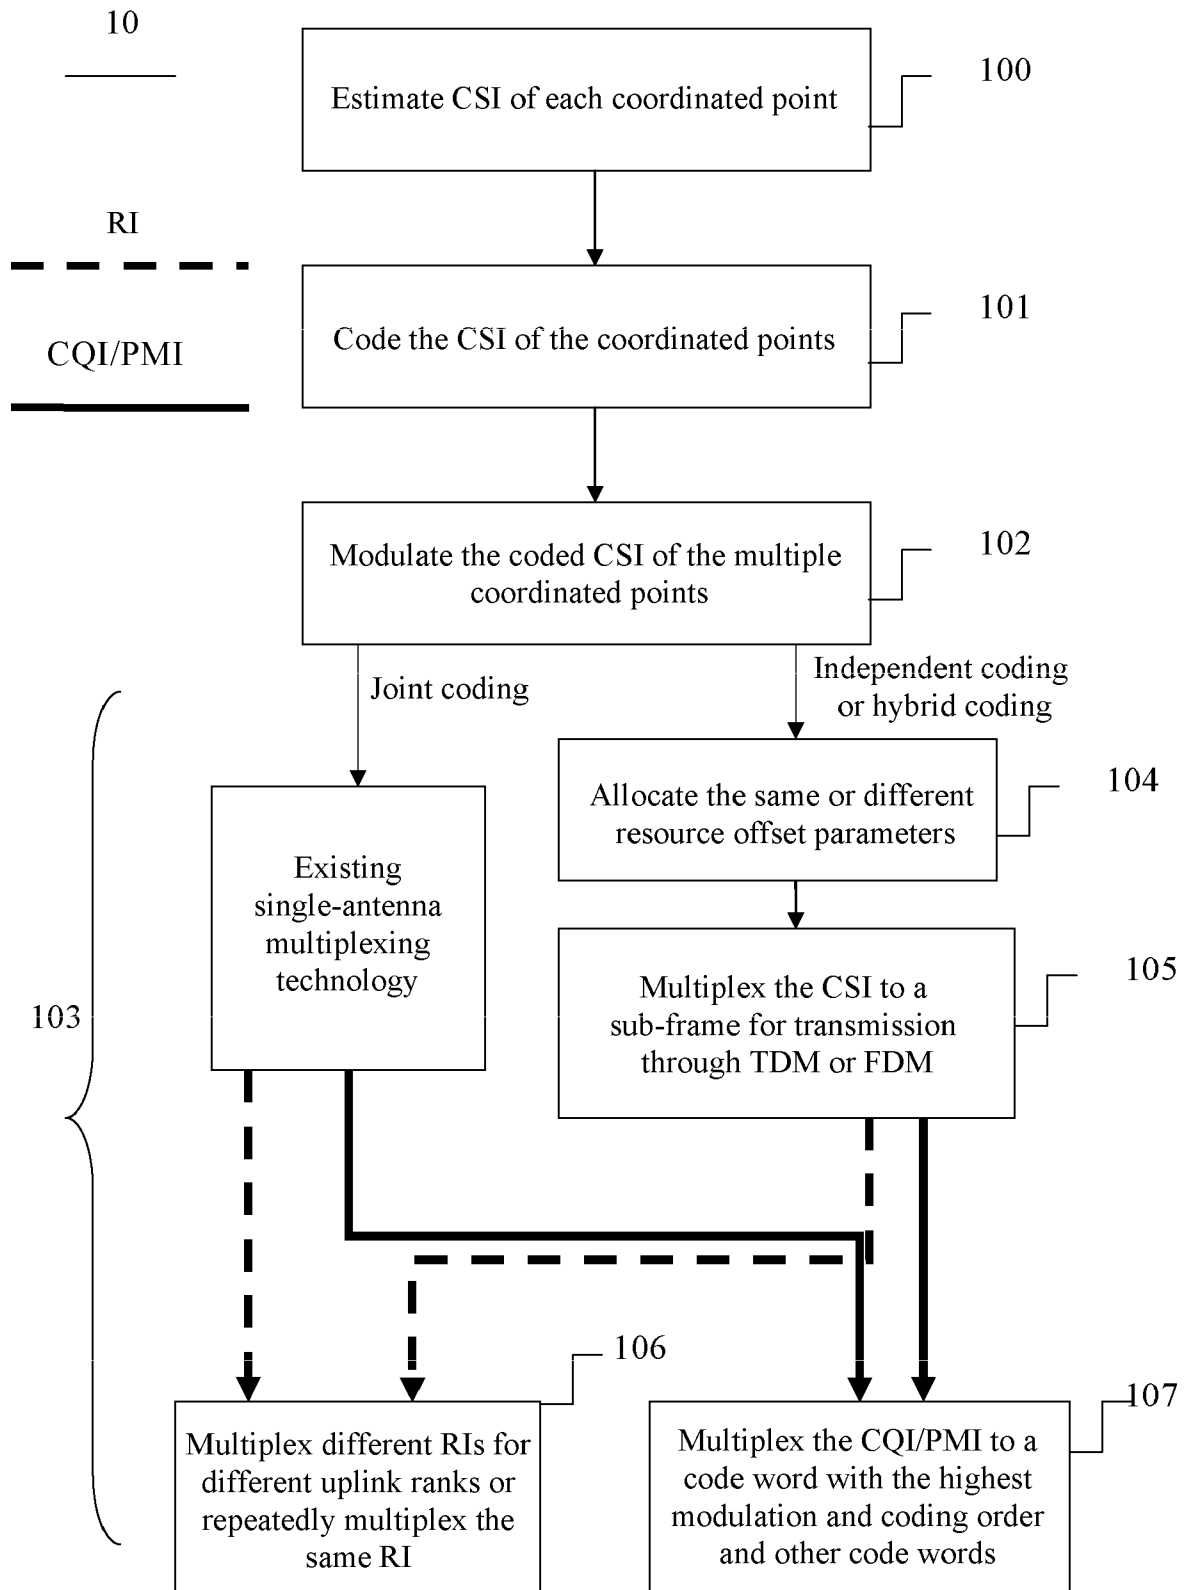 10
Estimate CSI of each coordinated point
100
RI
CQI/PMI
Code the CSI of the coordinated points
101
Modulate the coded CSI of the multiple
coordinated points
102
Joint coding
Independent coding
or hybrid coding
Allocate the same or different
resource offset parameters
104
Existing
single-antenna
multiplexing
technology
Multiplex the CSI to a
sub-frame for transmission
through TDM or FDM
105
103
106
107
Multiplex different RIs for
different uplink ranks or
repeatedly multiplex the
same RI
Multiplex the CQI/PMI to a
code word with the highest
modulation and coding order
and other code words